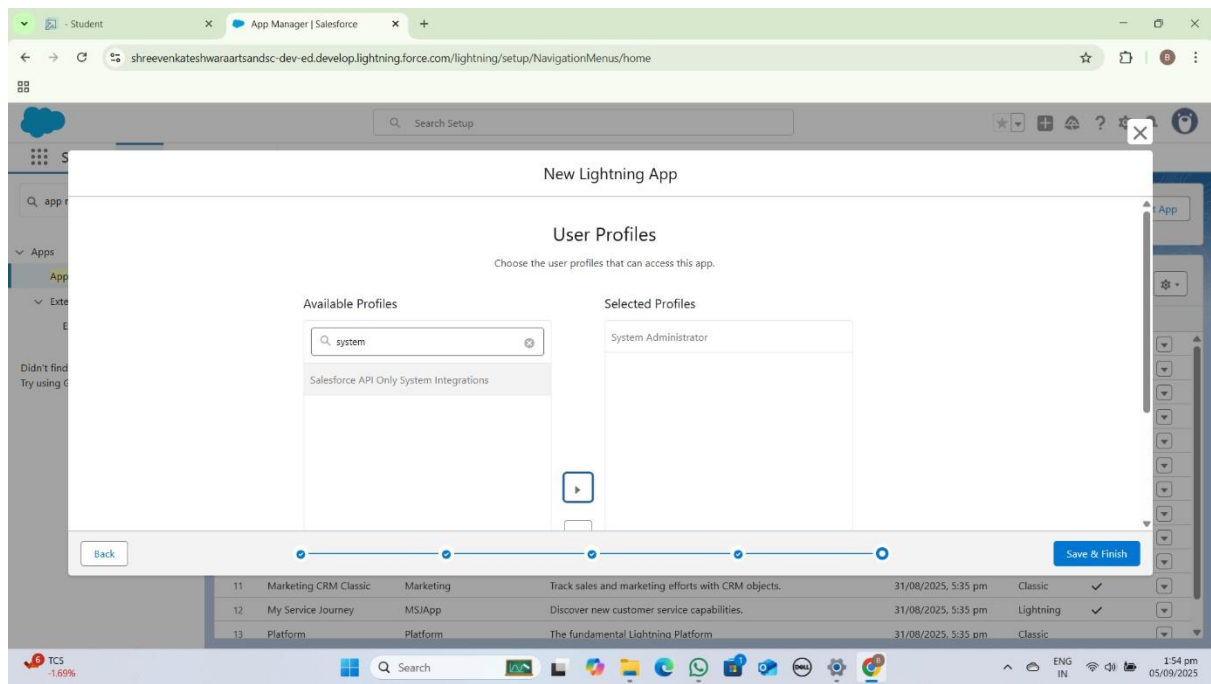 - Student
App Manager | Salesforce
shreevenkateshwaraartsandsc-dev-ed.develop.lightning.force.com/lightning/setup/NavigationMenus/home
B
Search Setup
S
New Lightning App
app r
t App
User Profiles
Choose the user profiles that can access this app.
Apps
App
Exte
E
Available Profiles
Selected Profiles
system
System Administrator
Didn't find
Try using G
Salesforce API Only System Integrations
Back
Save & Finish
11 Marketing CRM Classic Marketing Track sales and marketing efforts with CRM objects. 31/08/2025, 5:35 pm Classic
12 My Service Journey MSJApp Discover new customer service capabilities. 31/08/2025, 5:35 pm Lightning
13 Platform Platform The fundamental Lightning Platform 31/08/2025, 5:35 pm Classic
6
TCS
-1.69%
Search
DELL
ENG
IN
1:54 pm
05/09/2025